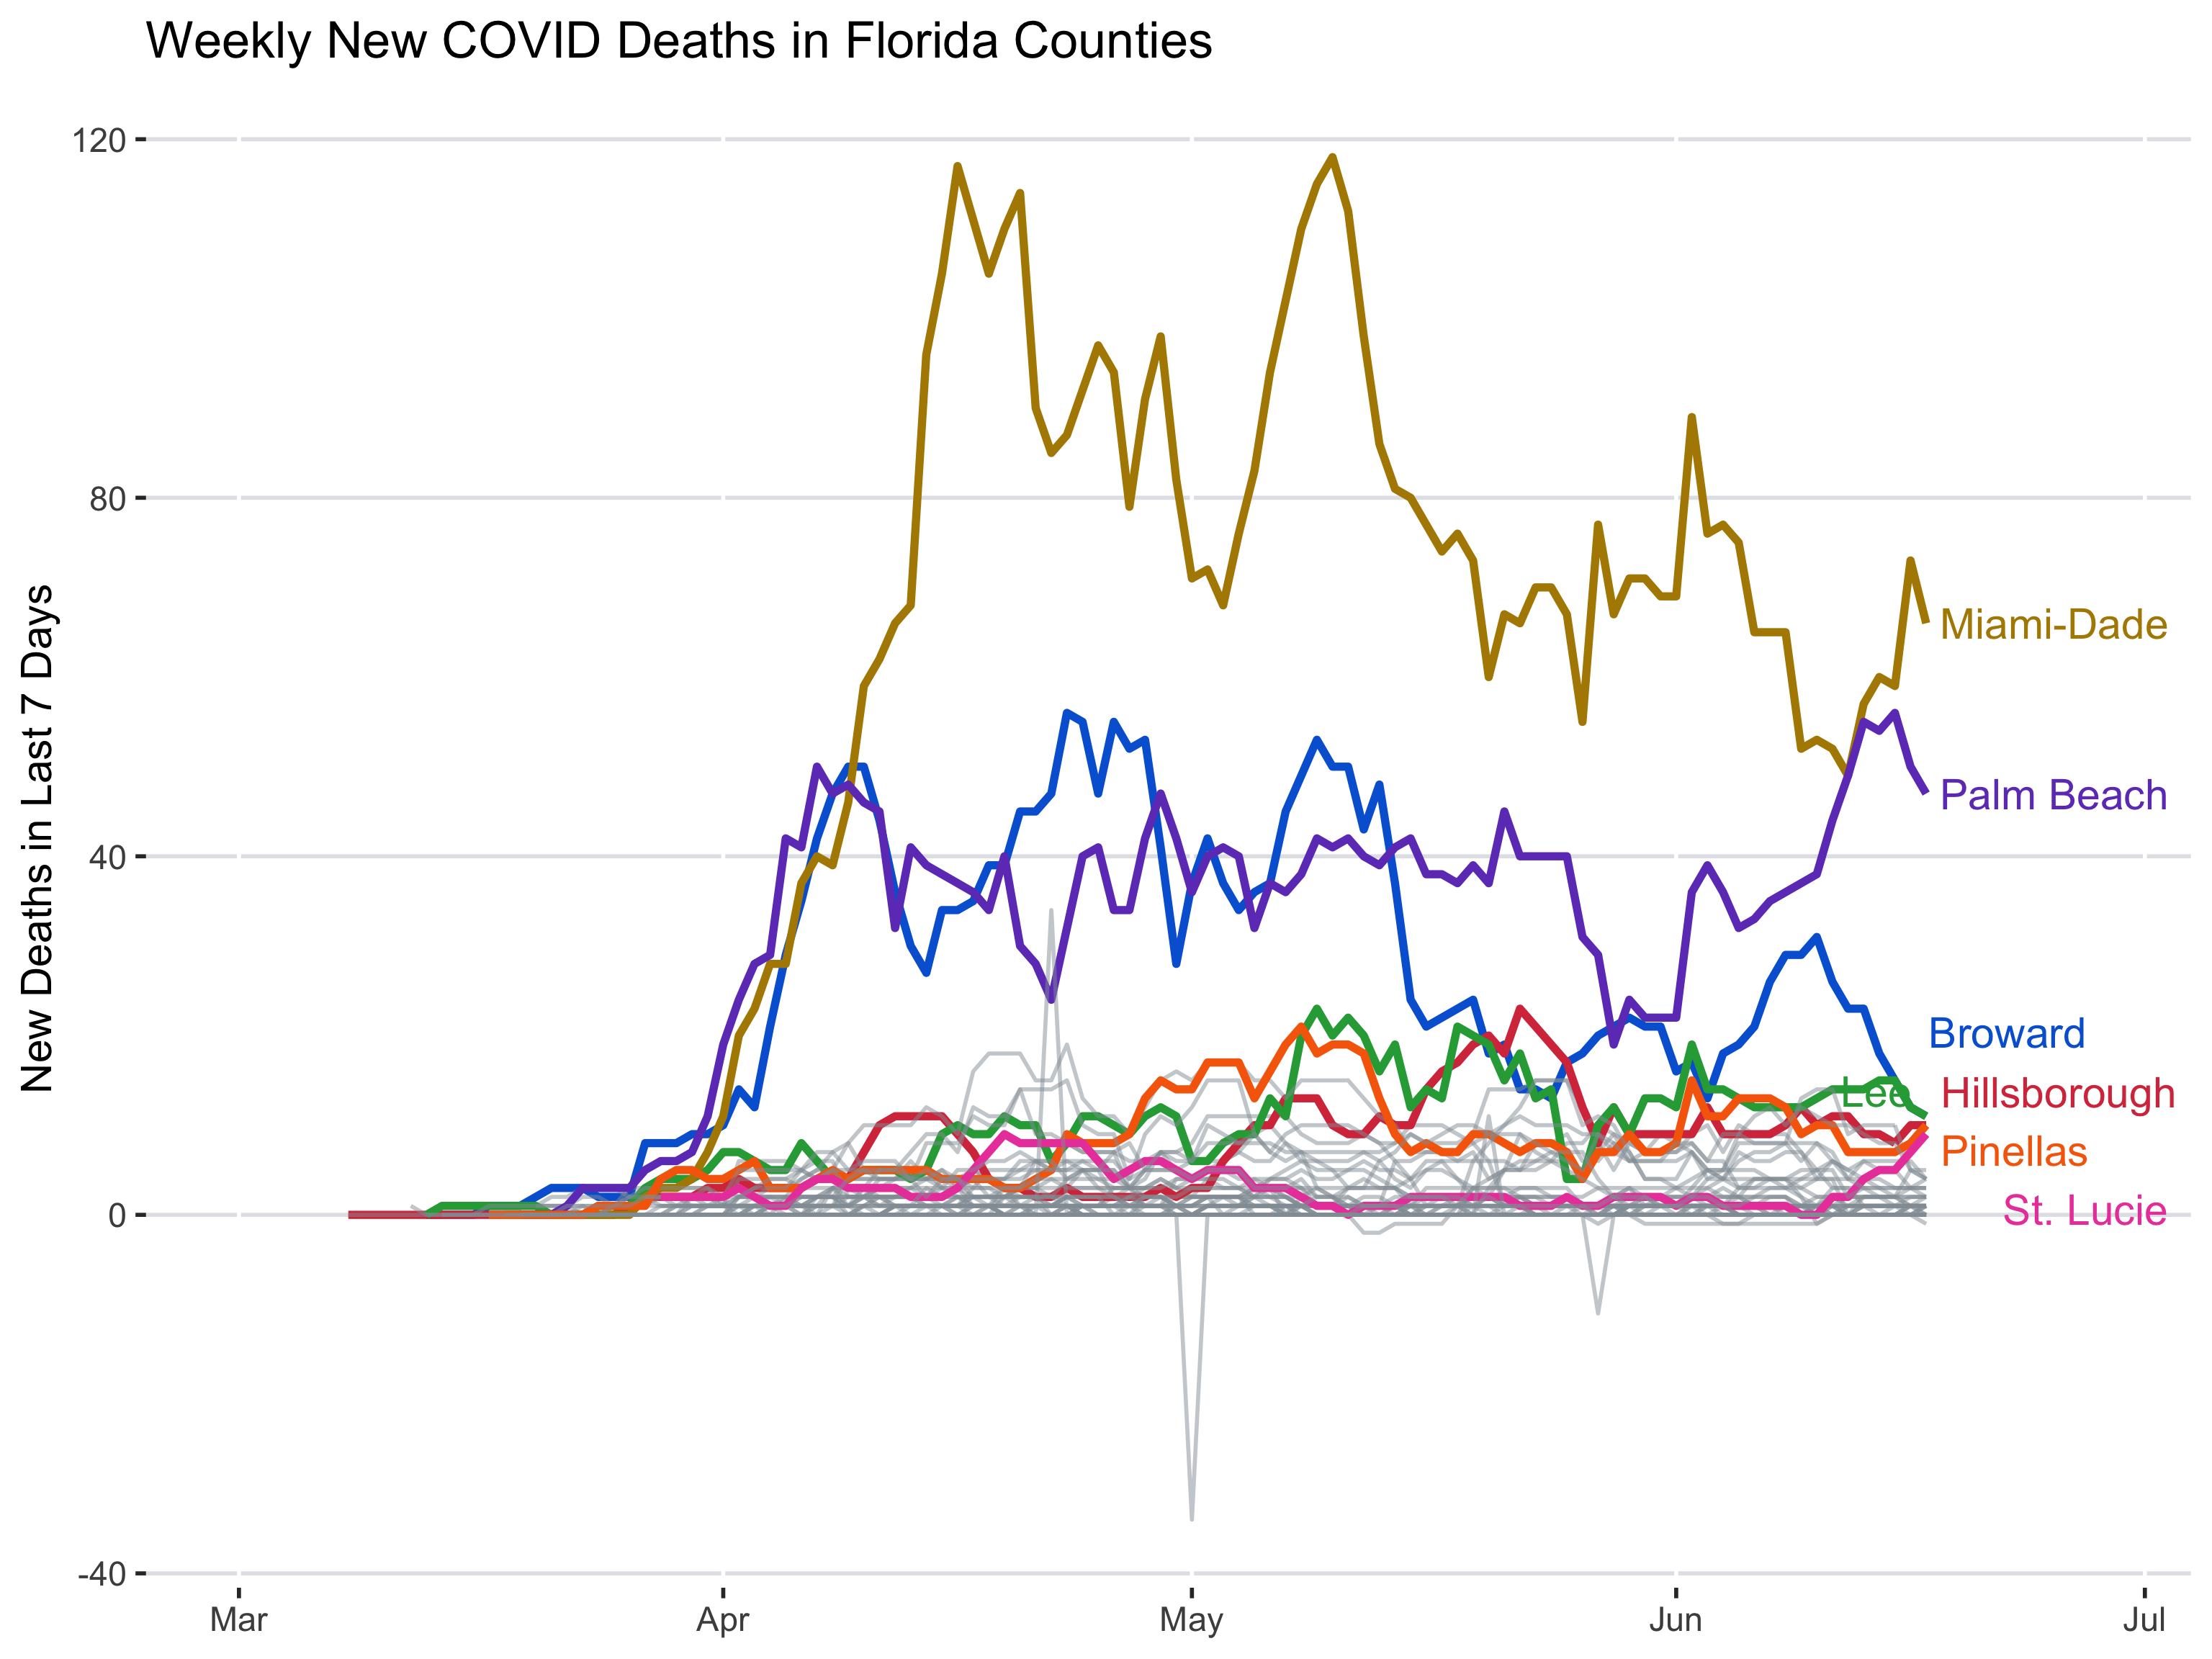 Weekly New COVID Deaths in Florida Counties
New Deaths in Last 7 Days
120
80
40
0
-40
Mar
Apr
May
Jun
Jul
Miami-Dade
Palm Beach
Broward
Lee
Hillsborough
Pinellas
St. Lucie